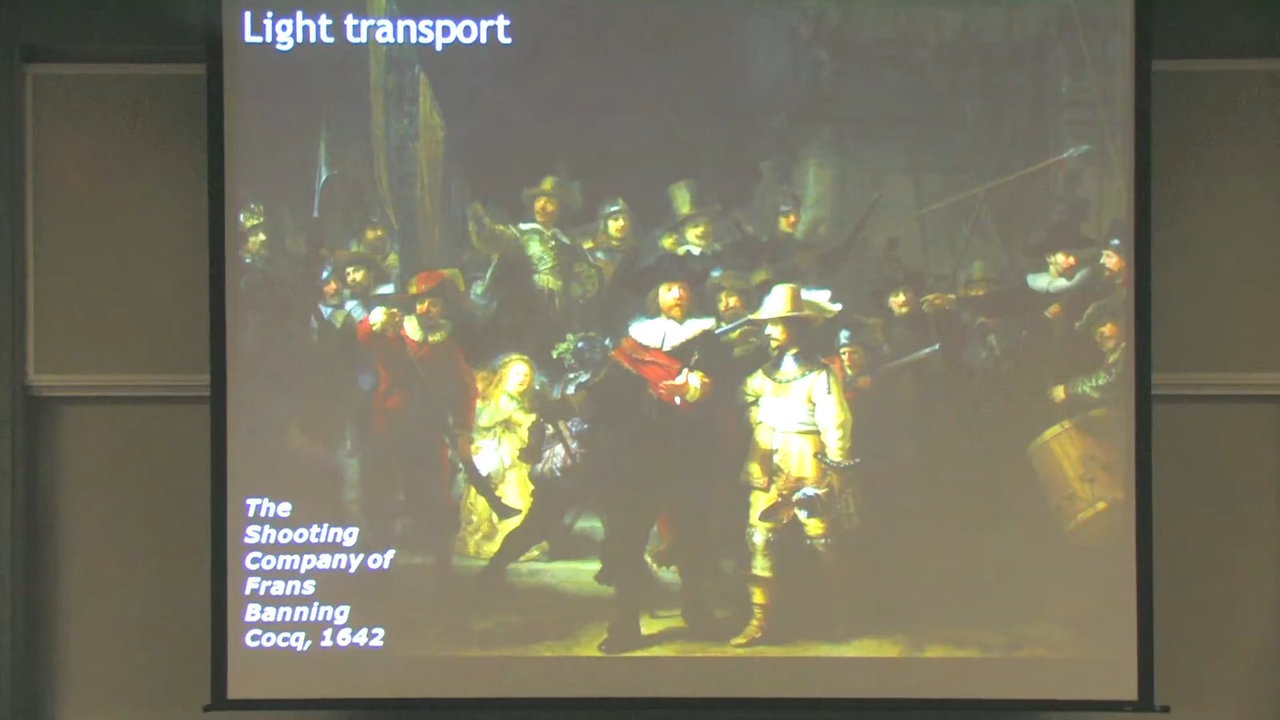 Light transport
The
Shooting
Company of
Frans
Banning
Cocq, 1642